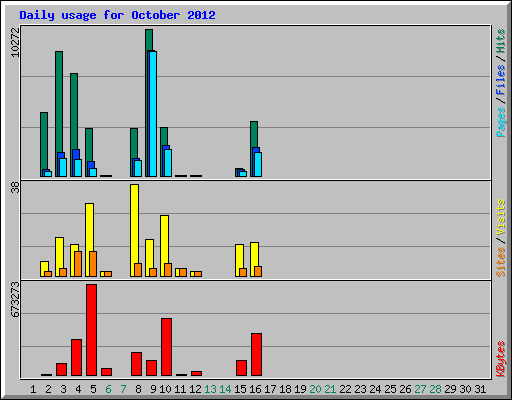 Daily usage for October 2012
10272
Pages / Files / Hits
38
Sites / Visits
673273
KBytes
1 2 3 4 5 6 7 8 9 10 11 12 13 14 15 16 17 18 19 20 21 22 23 24 25 26 27 28 29 30 31